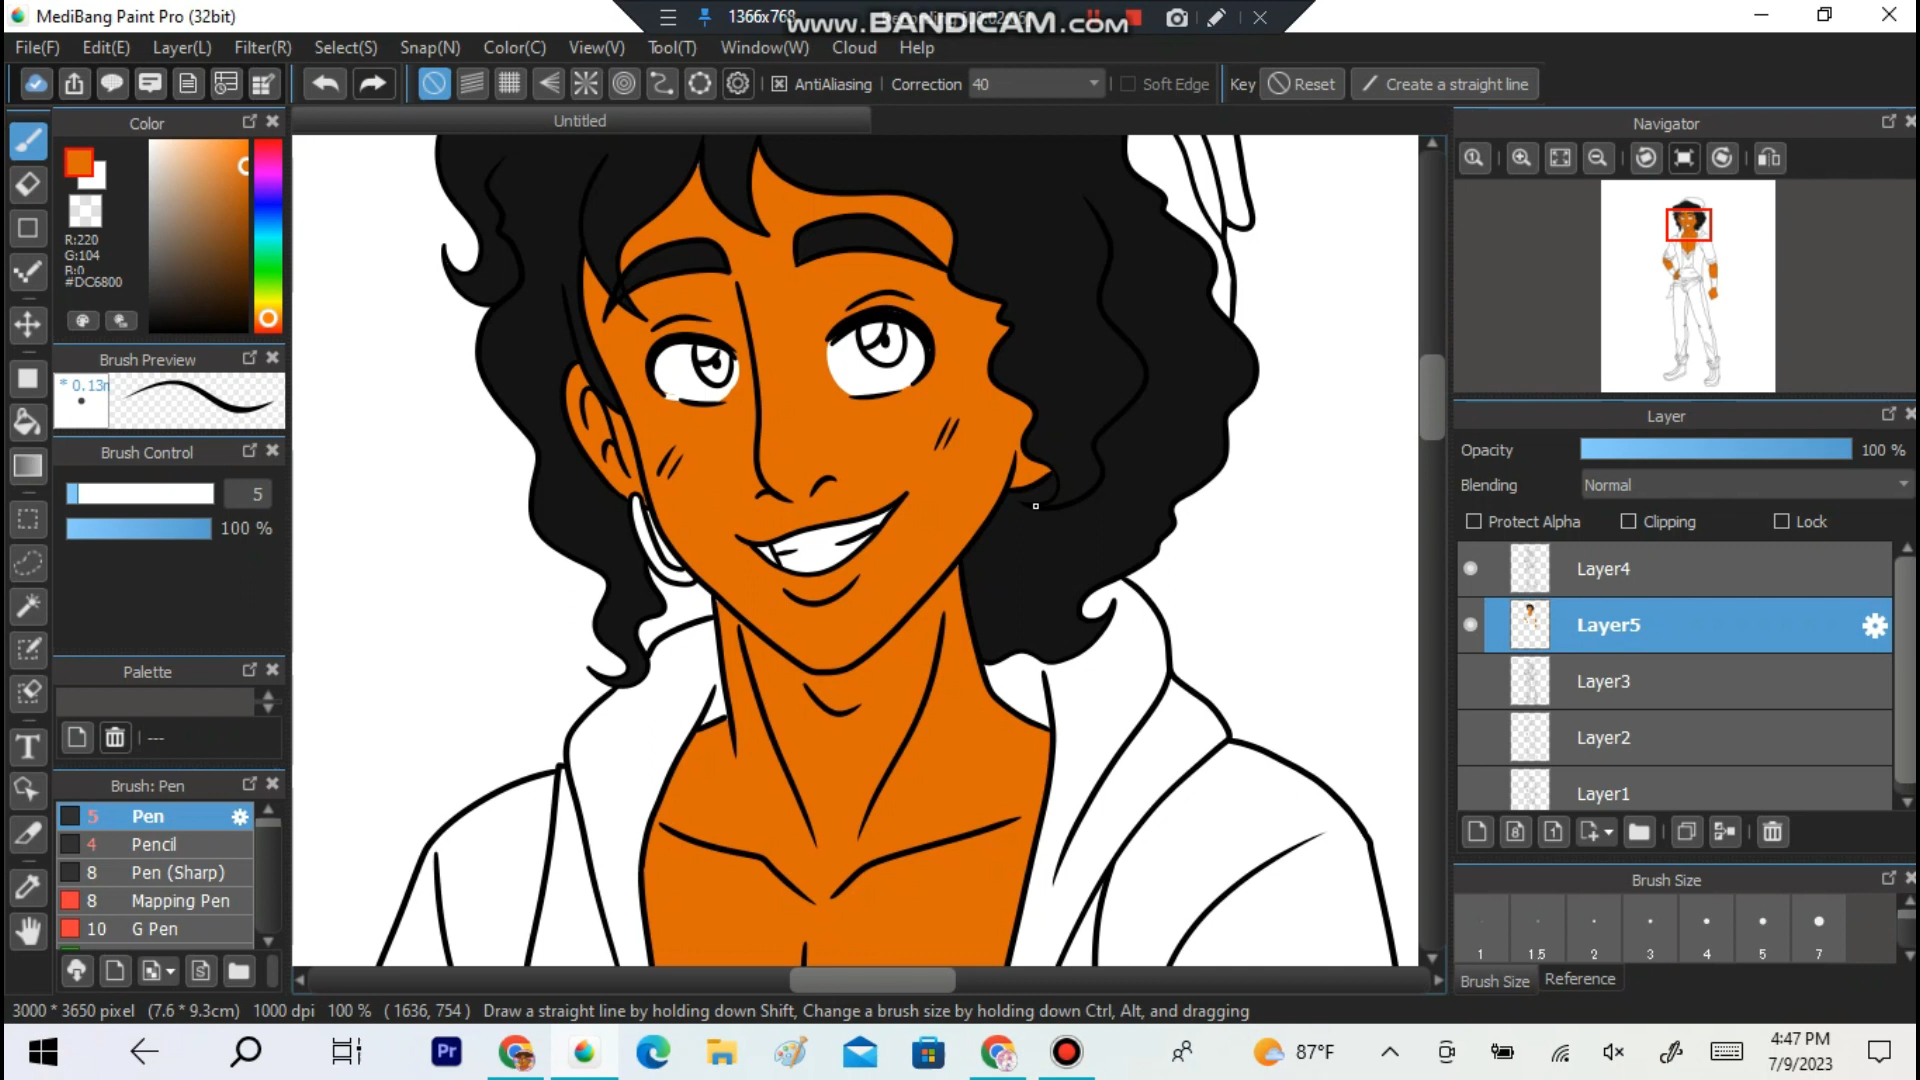 MediBang Paint Pro (32bit)
1366x768
www.BANDICAM.com
File(F) Edit(E) Layer(L) Filter(R) Select(S) Snap(N) Color(C) View(V) Tool(T) Window(W) Cloud Help
AntiAliasing Correction 40 Soft Edge Key Reset Create a straight line
Untitled
Color
R:220
G:104
B:0
#DC6800
Brush Preview
* 0.13
Brush Control
5
100 %
Palette
---
Brush: Pen
5 Pen
4 Pencil
8 Pen (Sharp)
8 Mapping Pen
10 G Pen
Navigator
Layer
Opacity 100 %
Blending Normal
Protect Alpha Clipping Lock
Layer4
Layer5
Layer3
Layer2
Layer1
Brush Size
1 1.5 2 3 4 5 7
Brush Size Reference
3000 * 3650 pixel (7.6 * 9.3cm) 1000 dpi 100 % ( 1636, 754 ) Draw a straight line by holding down Shift, Change a brush size by holding down Ctrl, Alt, and dragging
Pr
87°F
4:47 PM
7/9/2023